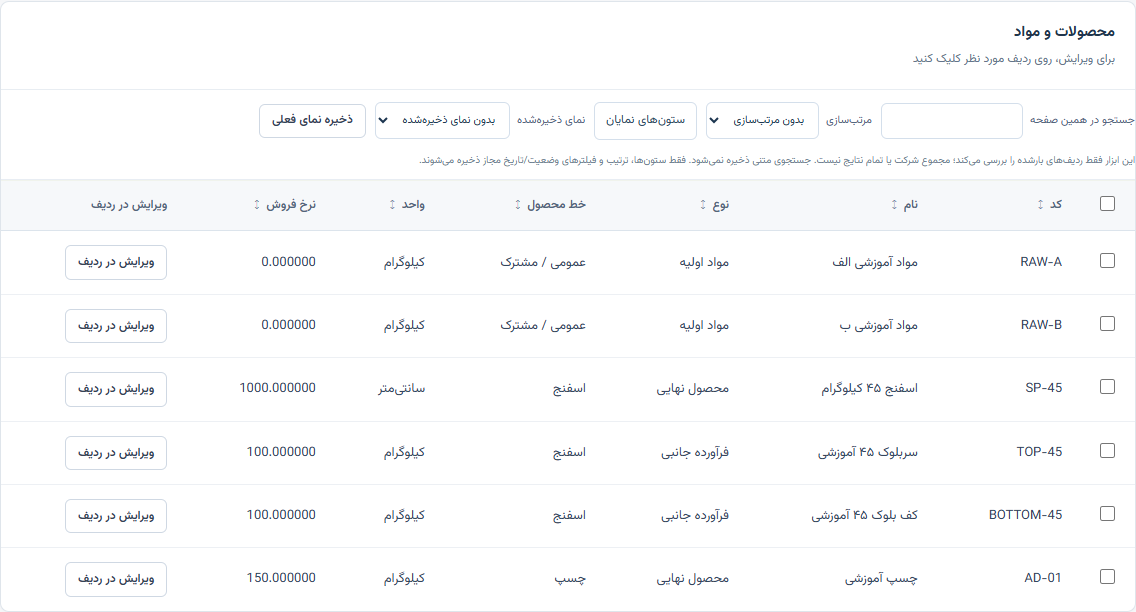 محصولات و مواد
برای ویرایش، روی ردیف مورد نظر کلیک کنید
جستجو در همین صفحه مرتب‌سازی بدون مرتب‌سازی ستون‌های نمایان نمای ذخیره‌شده بدون نمای ذخیره‌شده ذخیره نمای فعلی
این ابزار فقط ردیف‌های بارشده را بررسی می‌کند؛ مجموع شرکت یا تمام نتایج نیست. جستجوی متنی ذخیره نمی‌شود. فقط ستون‌ها، ترتیب و فیلترهای وضعیت/تاریخ مجاز ذخیره می‌شوند.
کد ↕ نام ↕ نوع ↕ خط محصول ↕ واحد ↕ نرخ فروش ↕ ویرایش در ردیف
RAW-A مواد آموزشی الف مواد اولیه عمومی / مشترک کیلوگرام 0.000000 ویرایش در ردیف
RAW-B مواد آموزشی ب مواد اولیه عمومی / مشترک کیلوگرام 0.000000 ویرایش در ردیف
SP-45 اسفنج ۴۵ کیلوگرام محصول نهایی اسفنج سانتی‌متر 1000.000000 ویرایش در ردیف
TOP-45 سربلوک ۴۵ آموزشی فرآورده جانبی اسفنج کیلوگرام 100.000000 ویرایش در ردیف
BOTTOM-45 کف بلوک ۴۵ آموزشی فرآورده جانبی اسفنج کیلوگرام 100.000000 ویرایش در ردیف
AD-01 چسپ آموزشی محصول نهایی چسپ کیلوگرام 150.000000 ویرایش در ردیف